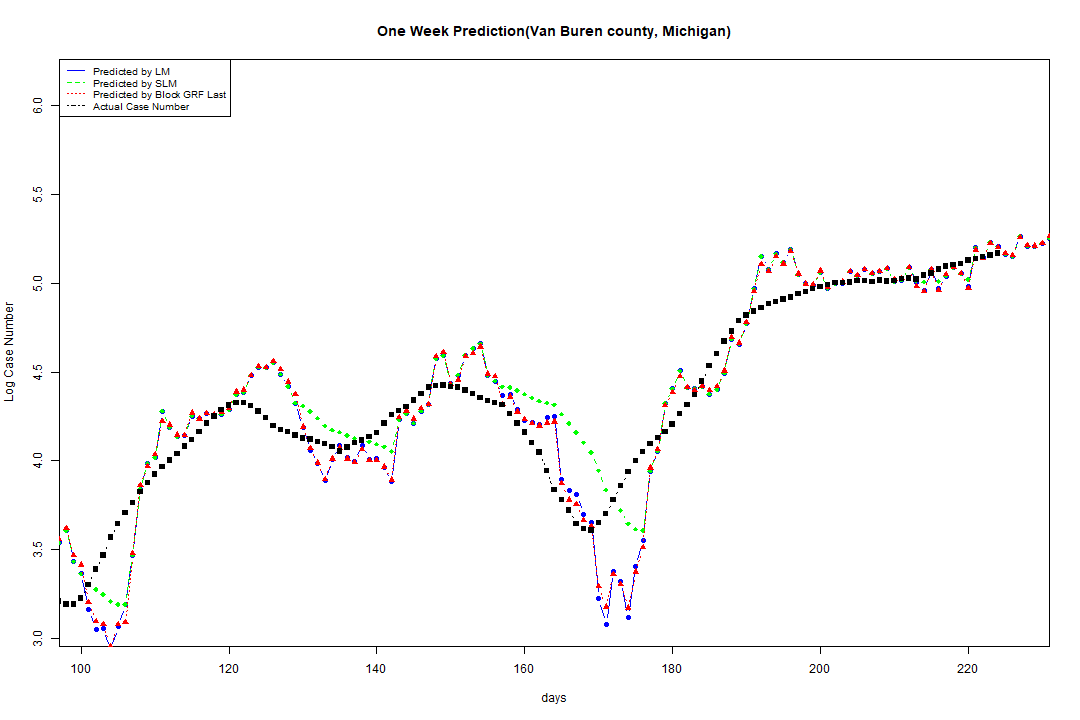 One Week Prediction(Van Buren county, Michigan)
Predicted by LM
Predicted by SLM
Predicted by Block GRF Last
Actual Case Number
Log Case Number
6.0
5.5
5.0
4.5
4.0
3.5
3.0
100 120 140 160 180 200 220
days